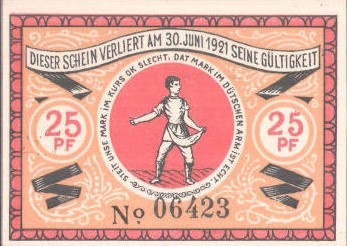 DIESER SCHEIN VERLIERT AM 30. JUNI 1921 SEINE GÜLTIGKEIT
STEIT UNSE MARK IM KURS OK SLECHT, DAT MARK IM DÜTSCHEN ARM IST ECHT.
25
PF
25
PF
No 06423